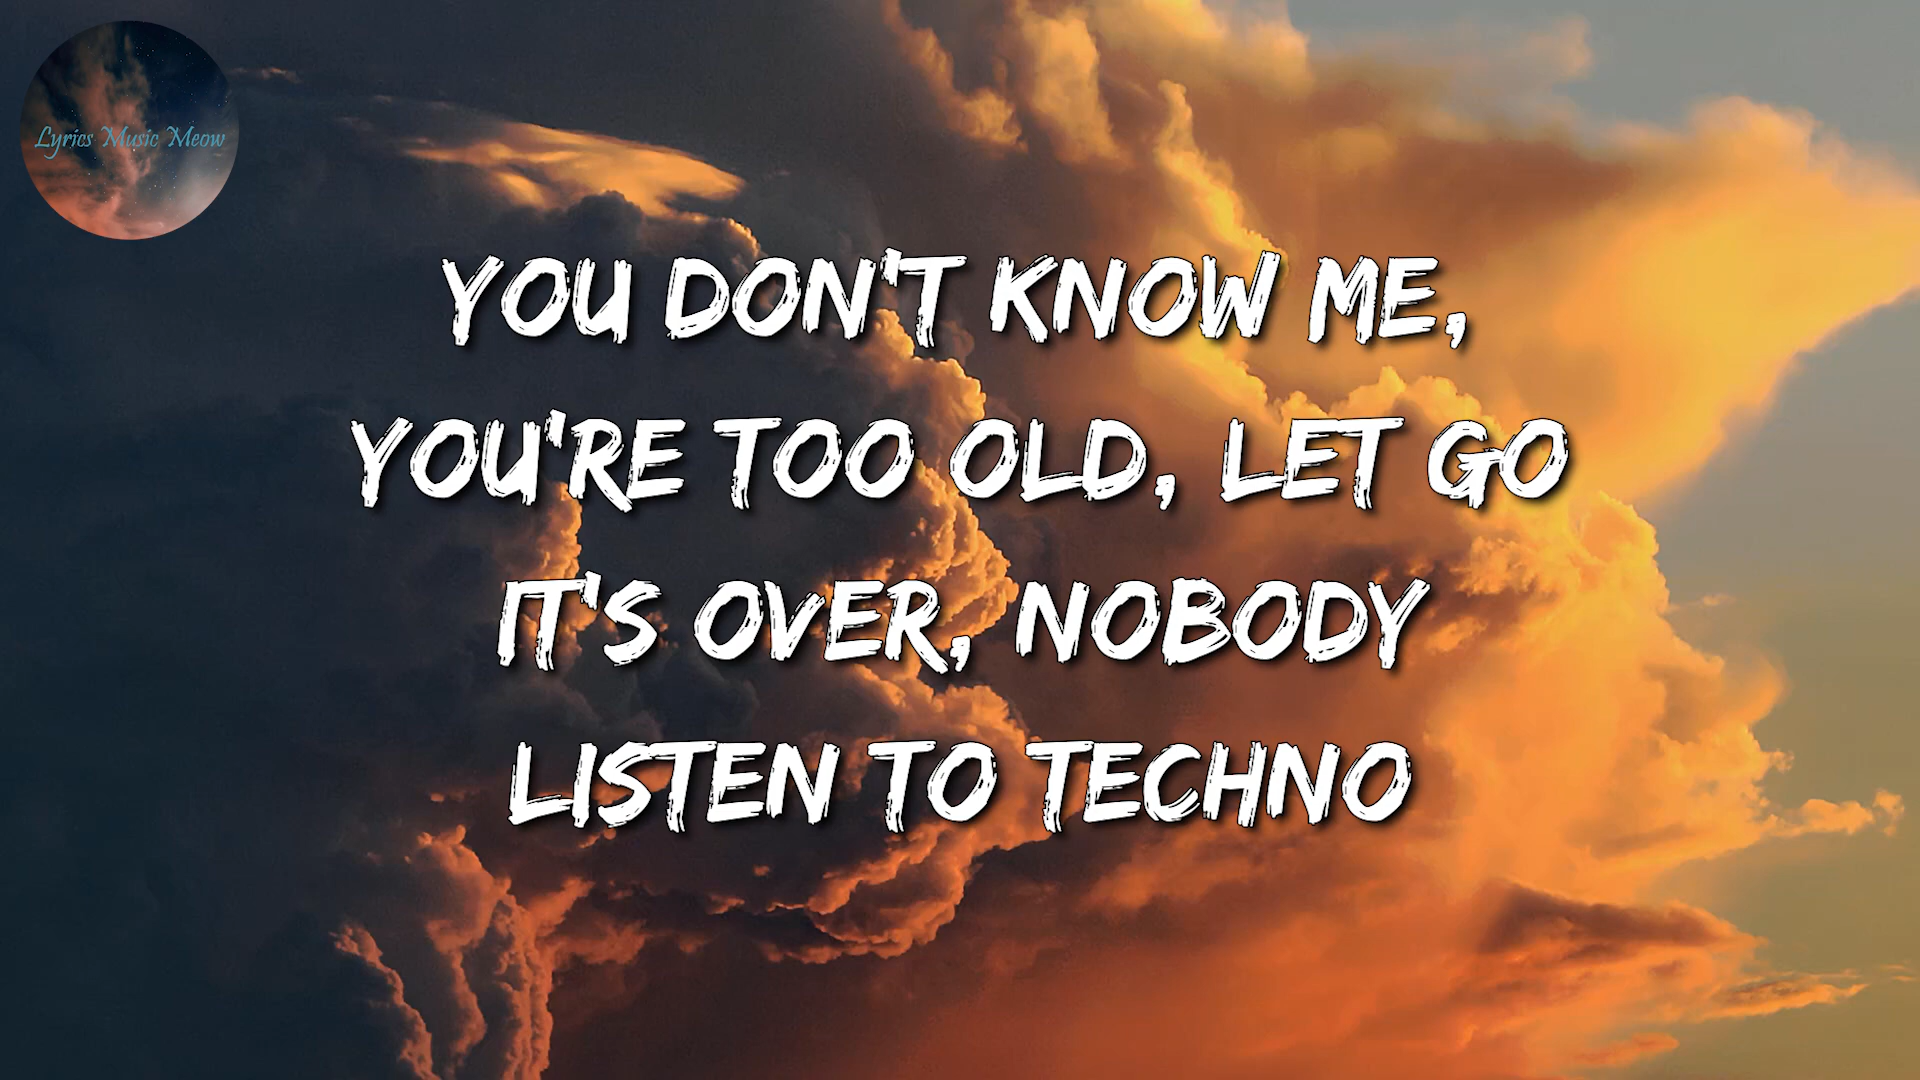 Lyrics Music Meow
YOU DON'T KNOW ME,
YOU'RE TOO OLD, LET GO
IT'S OVER, NOBODY
LISTEN TO TECHNO